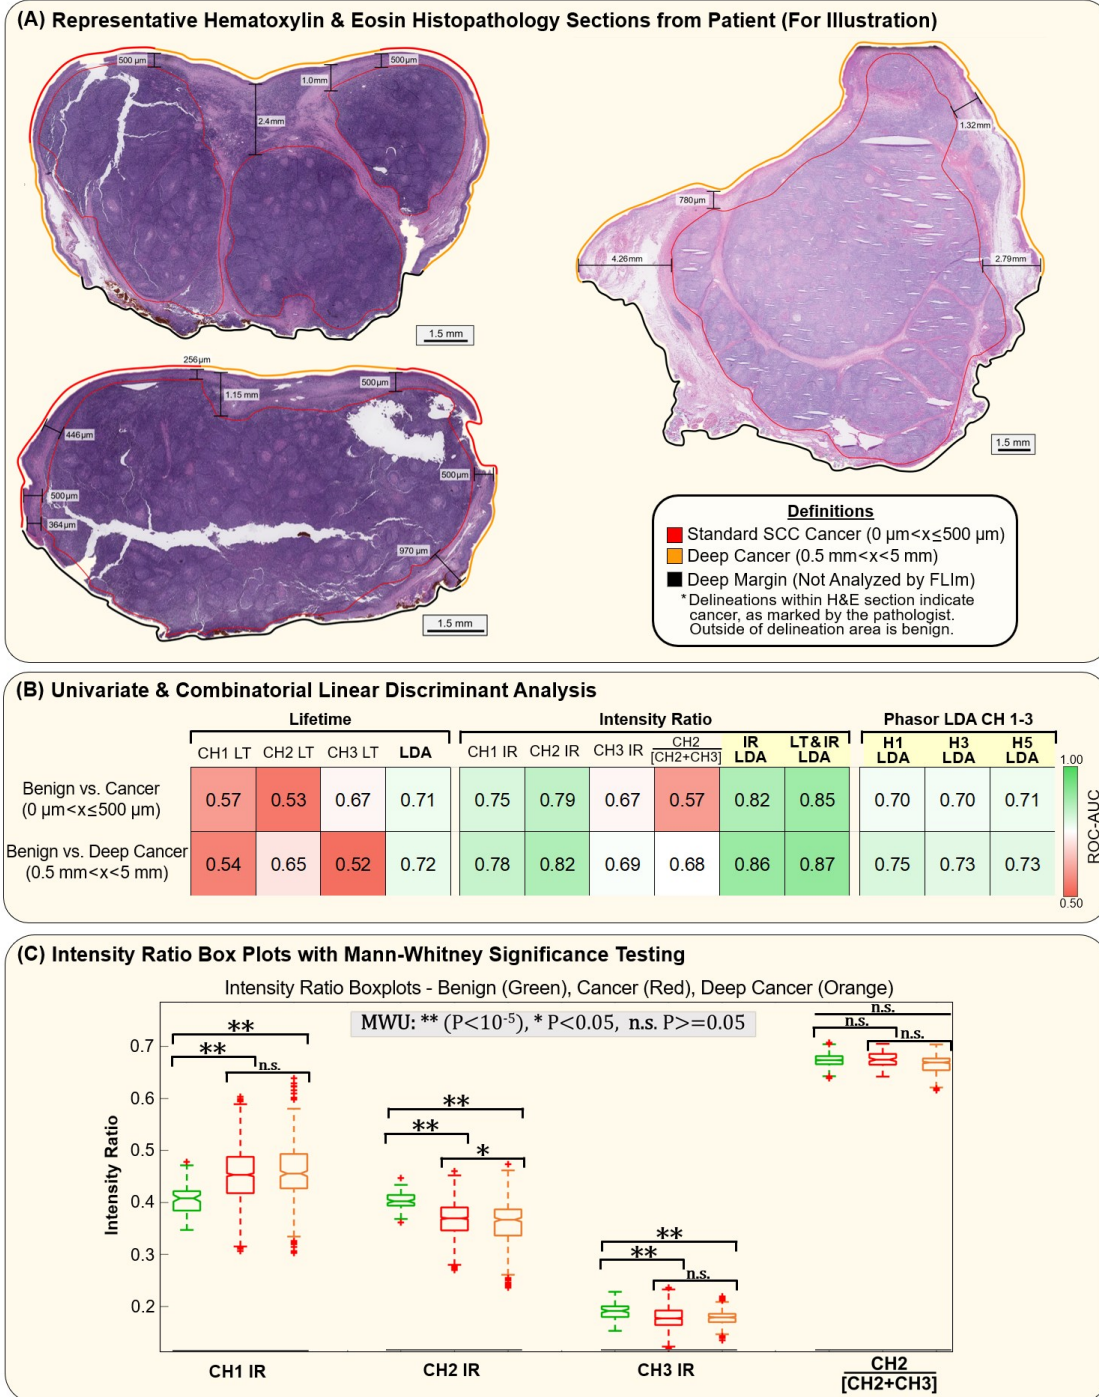 (A) Representative Hematoxylin & Eosin Histopathology Sections from Patient (For Illustration)
500 µm
500µm
1.0mm
2.4mm
1.5 mm
1.32mm
780µm
4.26mm
2.79mm
1.5 mm
256µm
1.15 mm
500µm
446µm
500µm
500µm
364µm
970 µm
1.5 mm
Definitions
Standard SCC Cancer (0 µm<x≤500 µm)
Deep Cancer (0.5 mm<x<5 mm)
Deep Margin (Not Analyzed by FLIm)
*Delineations within H&E section indicate
cancer, as marked by the pathologist.
Outside of delineation area is benign.
(B) Univariate & Combinatorial Linear Discriminant Analysis
Lifetime Intensity Ratio Phasor LDA CH 1-3
CH1 LT CH2 LT CH3 LT LDA CH1 IR CH2 IR CH3 IR CH2 / [CH2+CH3] IR LDA LT&IR LDA H1 LDA H3 LDA H5 LDA
Benign vs. Cancer
(0 µm<x≤500 µm)
0.57 0.53 0.67 0.71 0.75 0.79 0.67 0.57 0.82 0.85 0.70 0.70 0.71
Benign vs. Deep Cancer
(0.5 mm<x<5 mm)
0.54 0.65 0.52 0.72 0.78 0.82 0.69 0.68 0.86 0.87 0.75 0.73 0.73
1.00
ROC-AUC
0.50
(C) Intensity Ratio Box Plots with Mann-Whitney Significance Testing
Intensity Ratio Boxplots - Benign (Green), Cancer (Red), Deep Cancer (Orange)
MWU: ** (P<10⁻⁵), * P<0.05, n.s. P>=0.05
Intensity Ratio
0.7
0.5
0.4
0.3
0.2
**
**
n.s.
**
**
*
**
**
n.s.
n.s.
n.s.
n.s.
CH1 IR
CH2 IR
CH3 IR
CH2
[CH2+CH3]